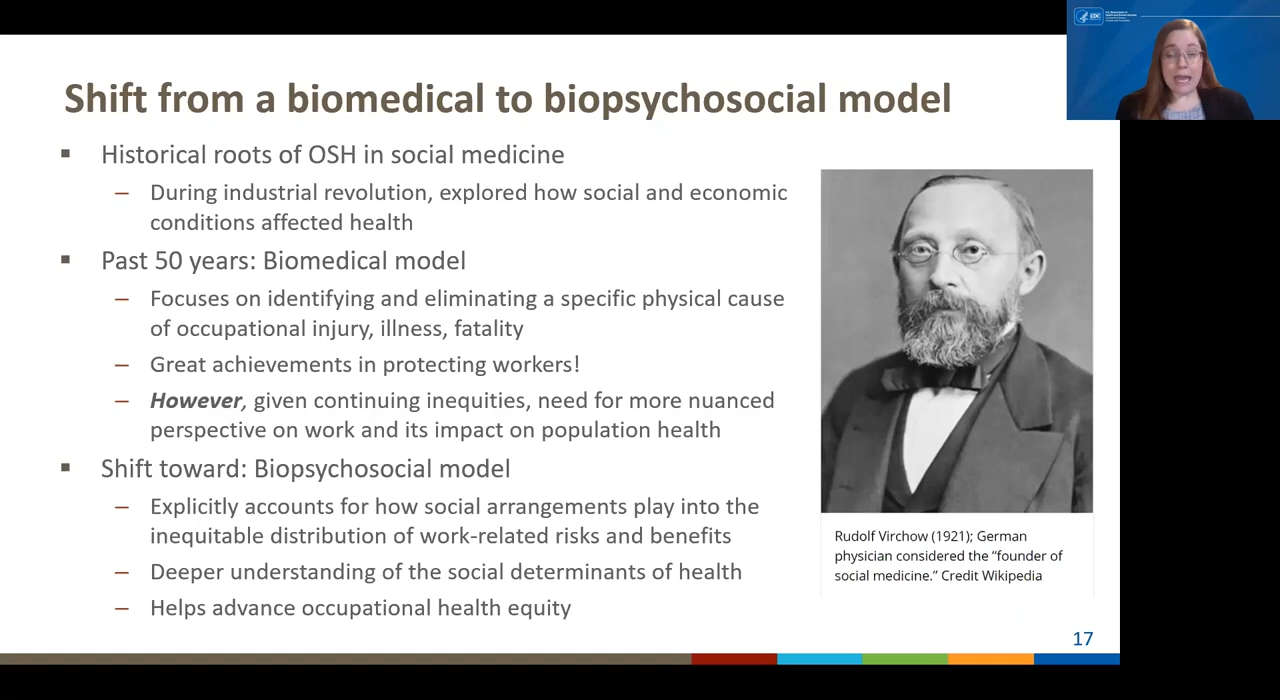 CDC
Shift from a biomedical to biopsychosocial model
▪ Historical roots of OSH in social medicine
– During industrial revolution, explored how social and economic
conditions affected health
▪ Past 50 years: Biomedical model
– Focuses on identifying and eliminating a specific physical cause
of occupational injury, illness, fatality
– Great achievements in protecting workers!
– However, given continuing inequities, need for more nuanced
perspective on work and its impact on population health
▪ Shift toward: Biopsychosocial model
– Explicitly accounts for how social arrangements play into the
inequitable distribution of work-related risks and benefits
– Deeper understanding of the social determinants of health
– Helps advance occupational health equity
Rudolf Virchow (1921); German
physician considered the “founder of
social medicine.” Credit Wikipedia
17